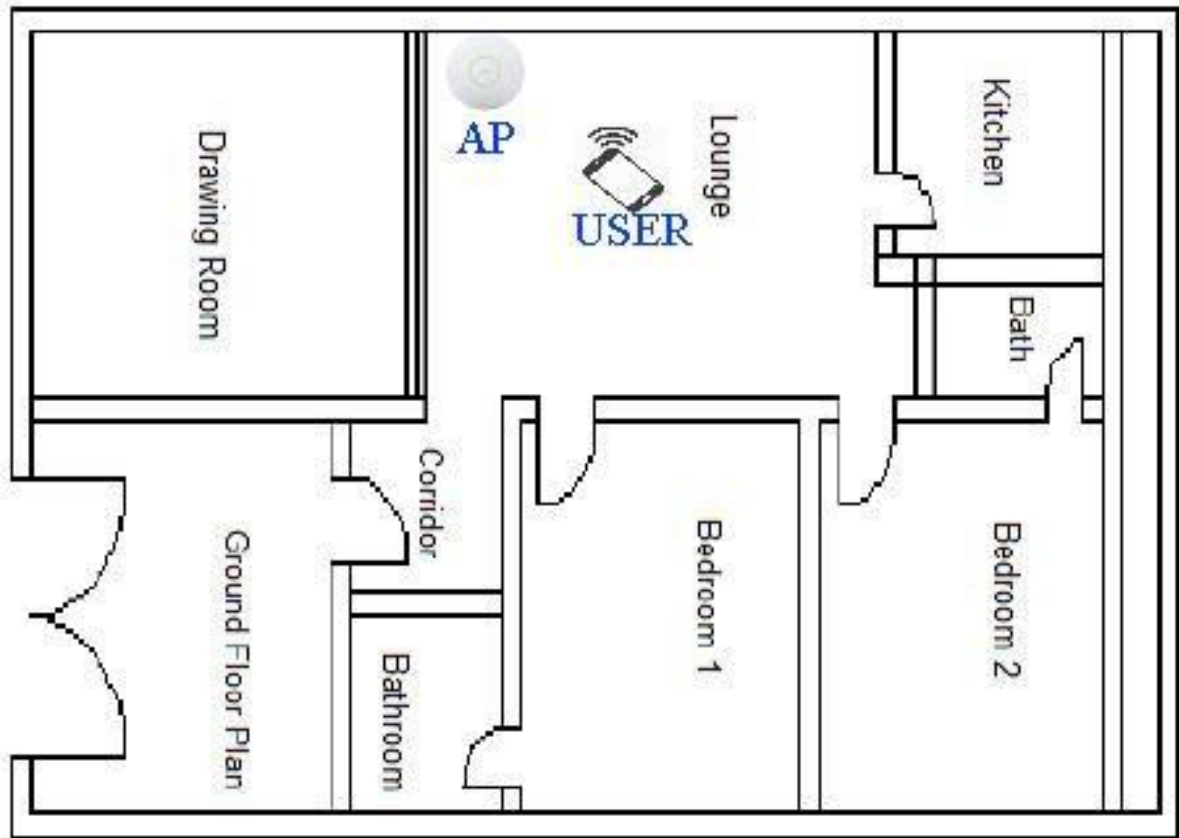 AP
USER
Drawing Room
Lounge
Kitchen
Bath
Corridor
Ground Floor Plan
Bathroom
Bedroom 1
Bedroom 2